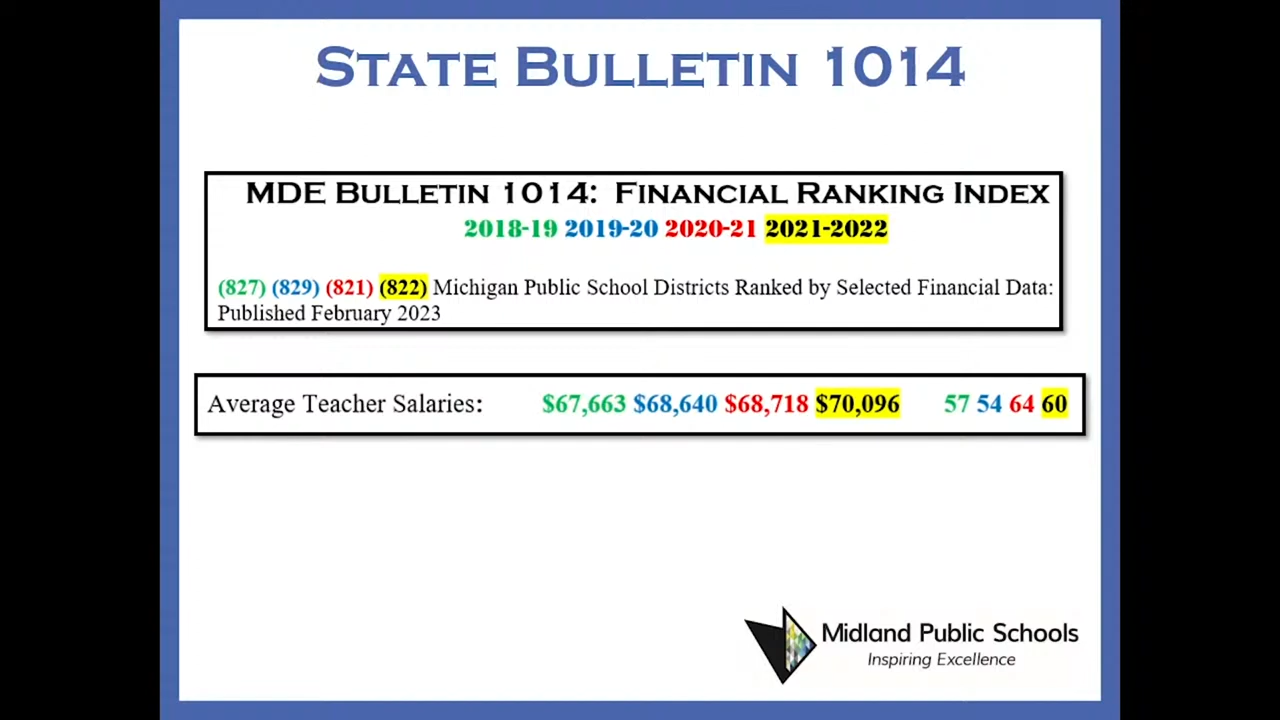 STATE BULLETIN 1014
MDE BULLETIN 1014: FINANCIAL RANKING INDEX
2018-19 2019-20 2020-21 2021-2022
(827) (829) (821) (822) Michigan Public School Districts Ranked by Selected Financial Data:
Published February 2023
Average Teacher Salaries: $67,663 $68,640 $68,718 $70,096 57 54 64 60
Midland Public Schools
Inspiring Excellence